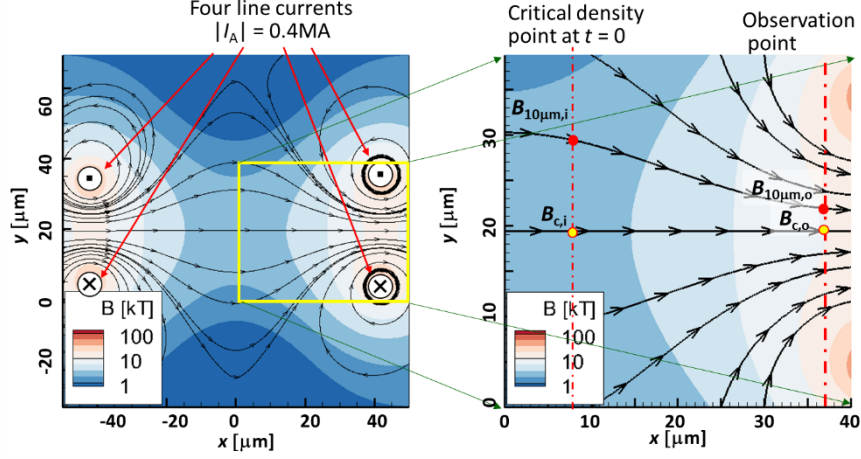 Four line currents
|I_A| = 0.4MA
Critical density
point at t = 0
Observation
point
y [μm]
60
40
20
0
-20
B [kT]
100
10
1
-40
-20
0
20
40
x [μm]
y [μm]
30
20
10
0
B_10μm,i
B_c,i
B_10μm,o
B_c,o
B [kT]
100
10
1
0
10
20
30
40
x [μm]